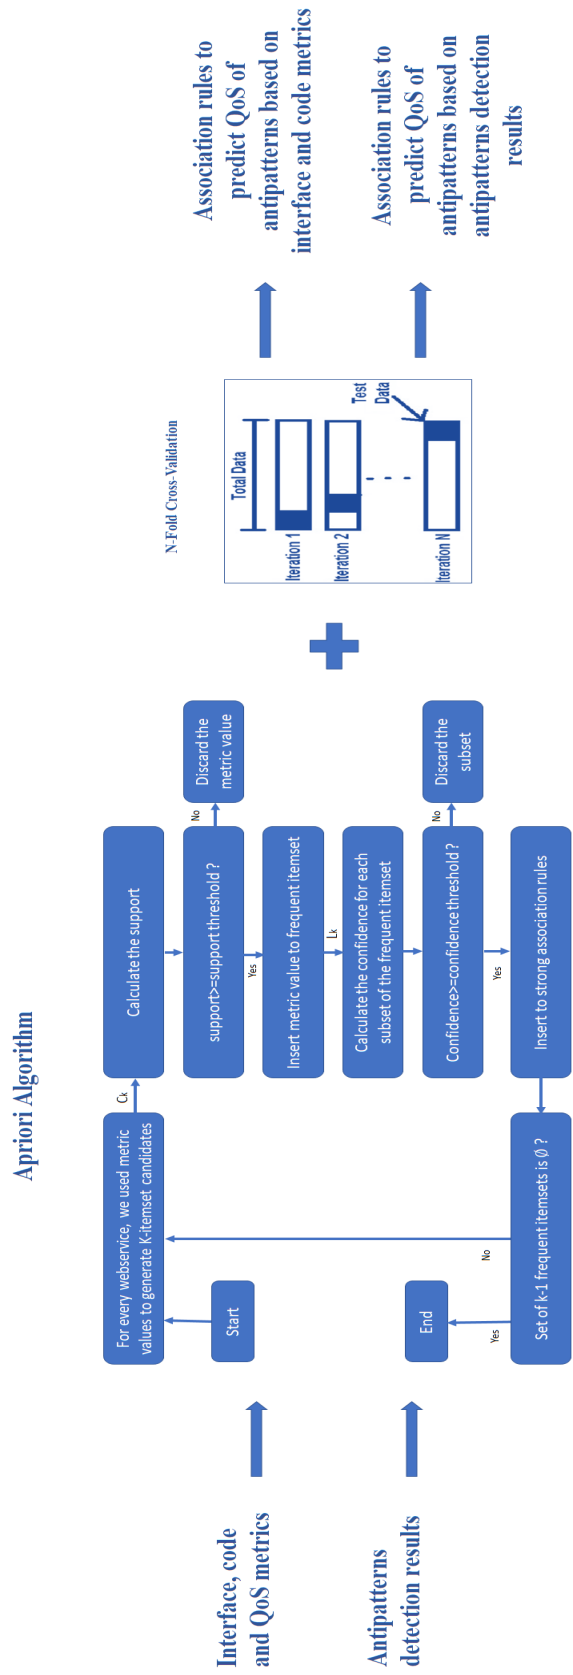 Apriori Algorithm
Interface, code
and QoS metrics
Antipatterns
detection results
For every webservice, we used metric
values to generate K-itemset candidates
Start
End
Yes
No
Set of k-1 frequent itemsets is Ø ?
Ck
Calculate the support
support>=support threshold ?
No
Discard the
metric value
Yes
Insert metric value to frequent itemset
Lk
Calculate the confidence for each
subset of the frequent itemset
Confidence>=confidence threshold ?
No
Discard the
subset
Yes
Insert to strong association rules
N-Fold Cross-Validation
Total Data
Iteration 1
Iteration 2
Iteration N
Test
Data
Association rules to
predict QoS of
antipatterns based on
interface and code metrics
Association rules to
predict QoS of
antipatterns based on
antipatterns detection
results